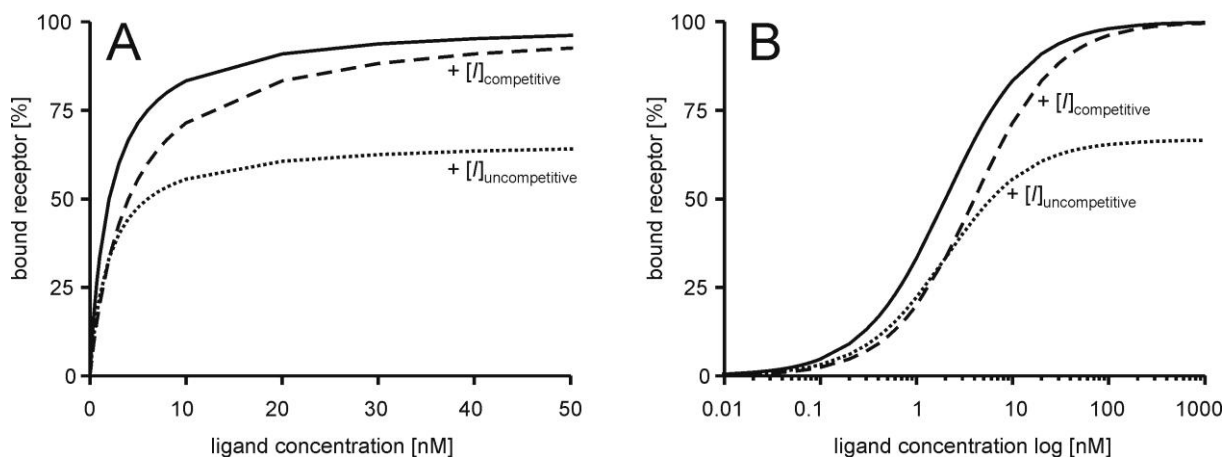 A
100
75
50
25
0
bound receptor [%]
+ [I]competitive
+ [I]uncompetitive
0 10 20 30 40 50
ligand concentration [nM]
B
100
75
50
25
0
bound receptor [%]
+ [I]competitive
+ [I]uncompetitive
0.01 0.1 1 10 100 1000
ligand concentration log [nM]